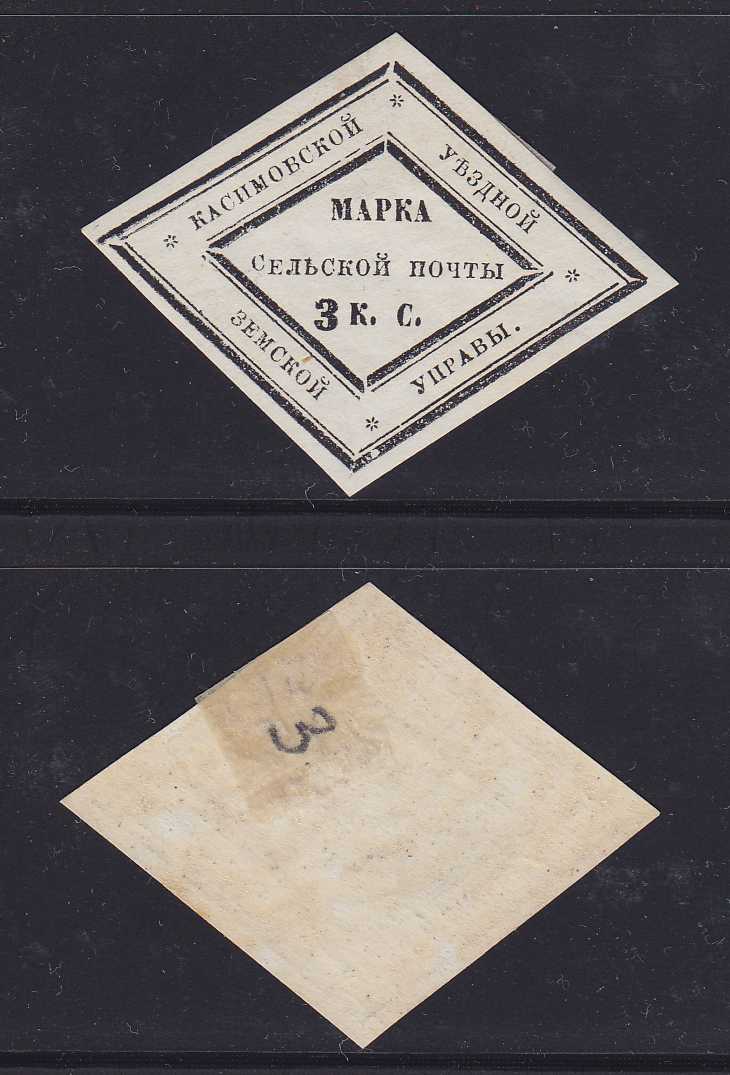 КАСИМОВСКОЙ * УѢЗДНОЙ *
ЗЕМСКОЙ * УПРАВЫ. *
МАРКА
СЕЛЬСКОЙ ПОЧТЫ
3 К. С.
3